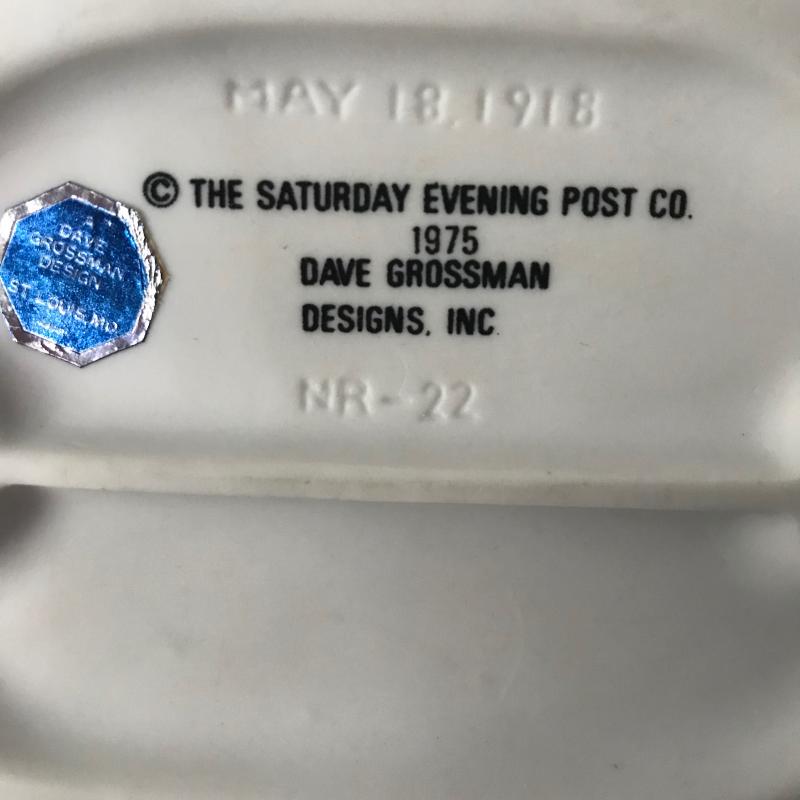 MAY 18, 1918
© THE SATURDAY EVENING POST CO.
1975
DAVE GROSSMAN
DESIGNS, INC.
NR-22
A
DAVE
GROSSMAN
DESIGN
ST. LOUIS, MO.